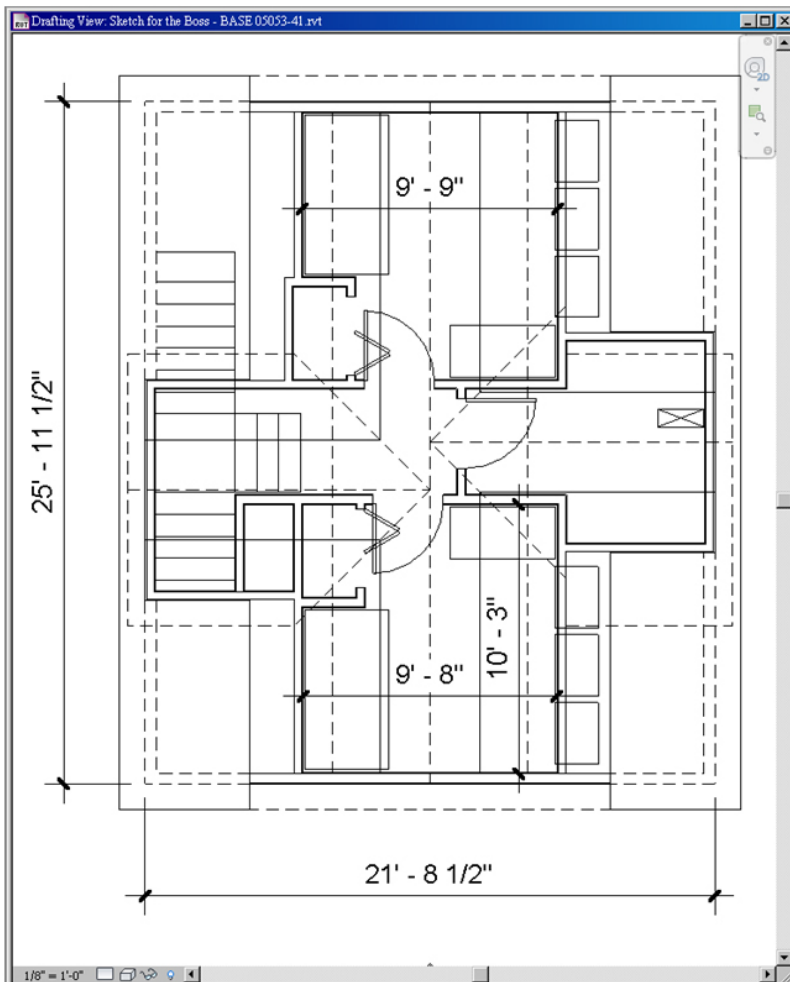 Drafting View: Sketch for the Boss - BASE 05053-41.rvt
2D
9' - 9"
25' - 11 1/2"
10' - 3"
9' - 8"
21' - 8 1/2"
1/8" = 1'-0"